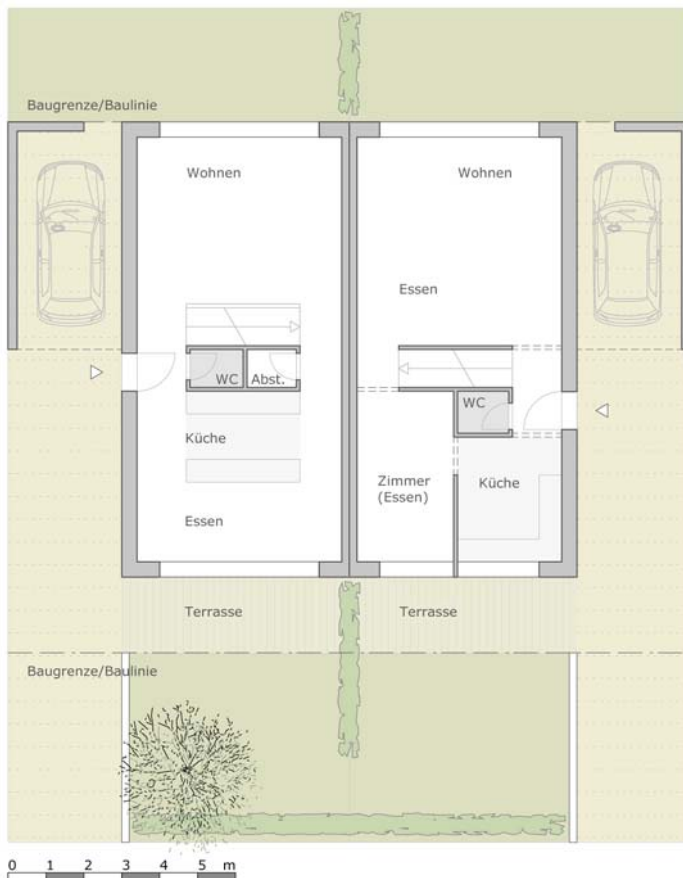 Baugrenze/Baulinie
Wohnen
Wohnen
Essen
WC
Abst.
WC
Küche
Zimmer
(Essen)
Küche
Essen
Terrasse
Terrasse
Baugrenze/Baulinie
0 1 2 3 4 5 m